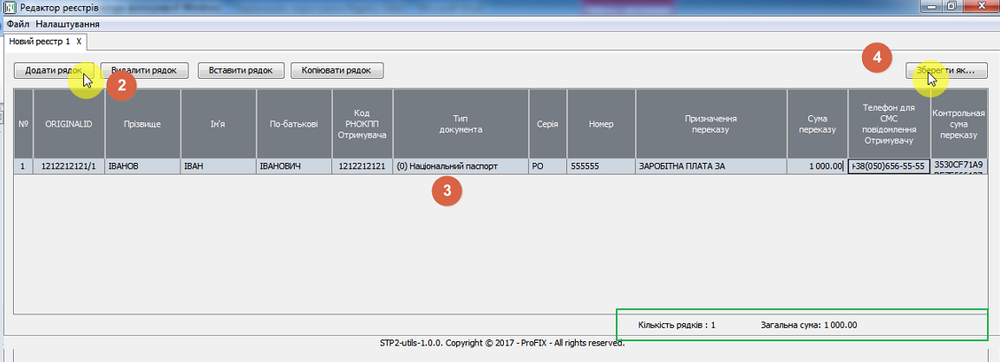 Редактор реєстрів
Файл Налаштування
Новий реєстр 1 X
4
Додати рядок Видалити рядок Вставити рядок Копіювати рядок Зберегти як...
2
№ ORIGINALID Прізвище Ім'я По-батькові Код РНОКПП Отримувача Тип документа Серія Номер Призначення переказу Сума переказу Телефон для СМС повідомлення Отримувачу Контрольная сума переказу
1 1212212121/1 ІВАНОВ ІВАН ІВАНОВИЧ 1212212121 (0) Національний паспорт РО 555555 ЗАРОБІТНА ПЛАТА ЗА 1 000.00 +38(050)656-55-55 3530CF71A9
3
Кількість рядків : 1 Загальна сума: 1 000.00
STP2-utils-1.0.0. Copyright © 2017 - ProFIX - All rights reserved.